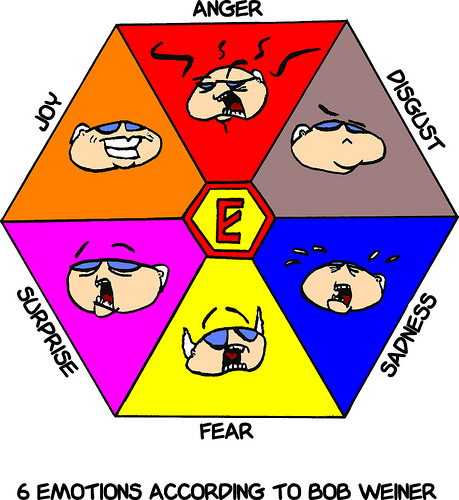 ANGER
JOY
DISGUST
E
SURPRISE
SADNESS
FEAR
6 EMOTIONS ACCORDING TO BOB WEINER